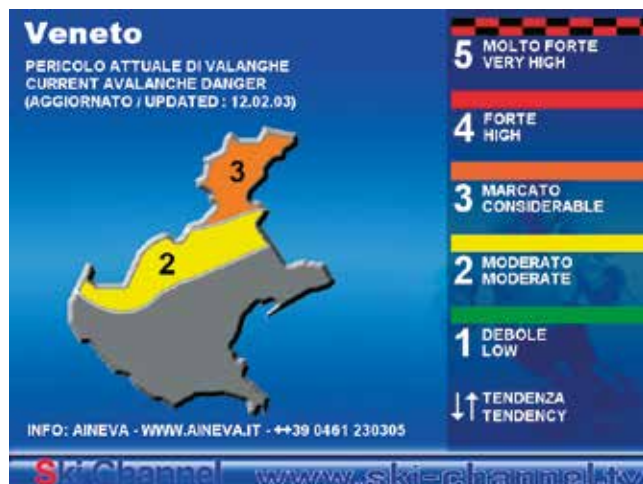 Veneto
PERICOLO ATTUALE DI VALANGHE
CURRENT AVALANCHE DANGER
(AGGIORNATO / UPDATED : 12.02.03)
3
2
INFO: AINEVA - WWW.AINEVA.IT - ++39 0461 230305
5 MOLTO FORTE
VERY HIGH
4 FORTE
HIGH
3 MARCATO
CONSIDERABLE
2 MODERATO
MODERATE
1 DEBOLE
LOW
↓↑ TENDENZA
TENDENCY
Ski Channel www.ski-channel.tv